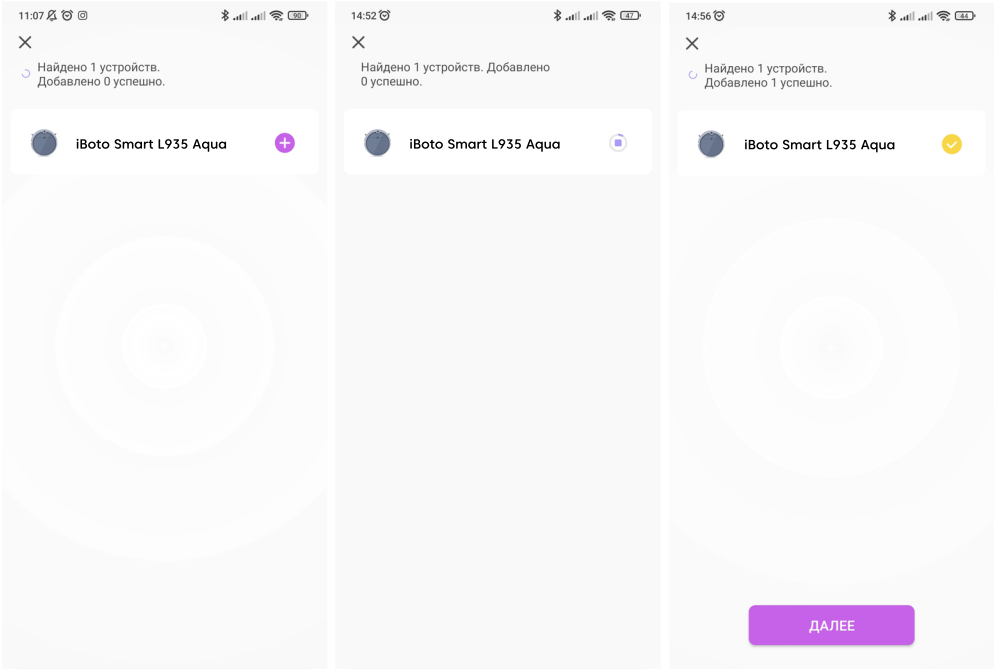 11:07
90
Найдено 1 устройств.
Добавлено 0 успешно.
iBoto Smart L935 Aqua
14:52
47
Найдено 1 устройств. Добавлено
0 успешно.
iBoto Smart L935 Aqua
14:56
44
Найдено 1 устройств.
Добавлено 1 успешно.
iBoto Smart L935 Aqua
ДАЛЕЕ